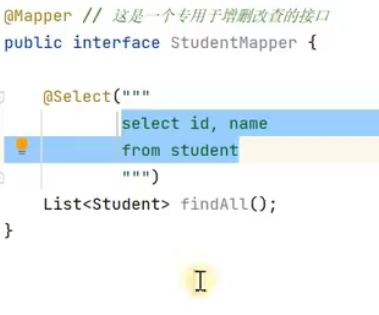 @Mapper // 这是一个专用于增删改查的接口
public interface StudentMapper {
@Select("""
select id, name
from student
""")
List<Student> findAll();
}